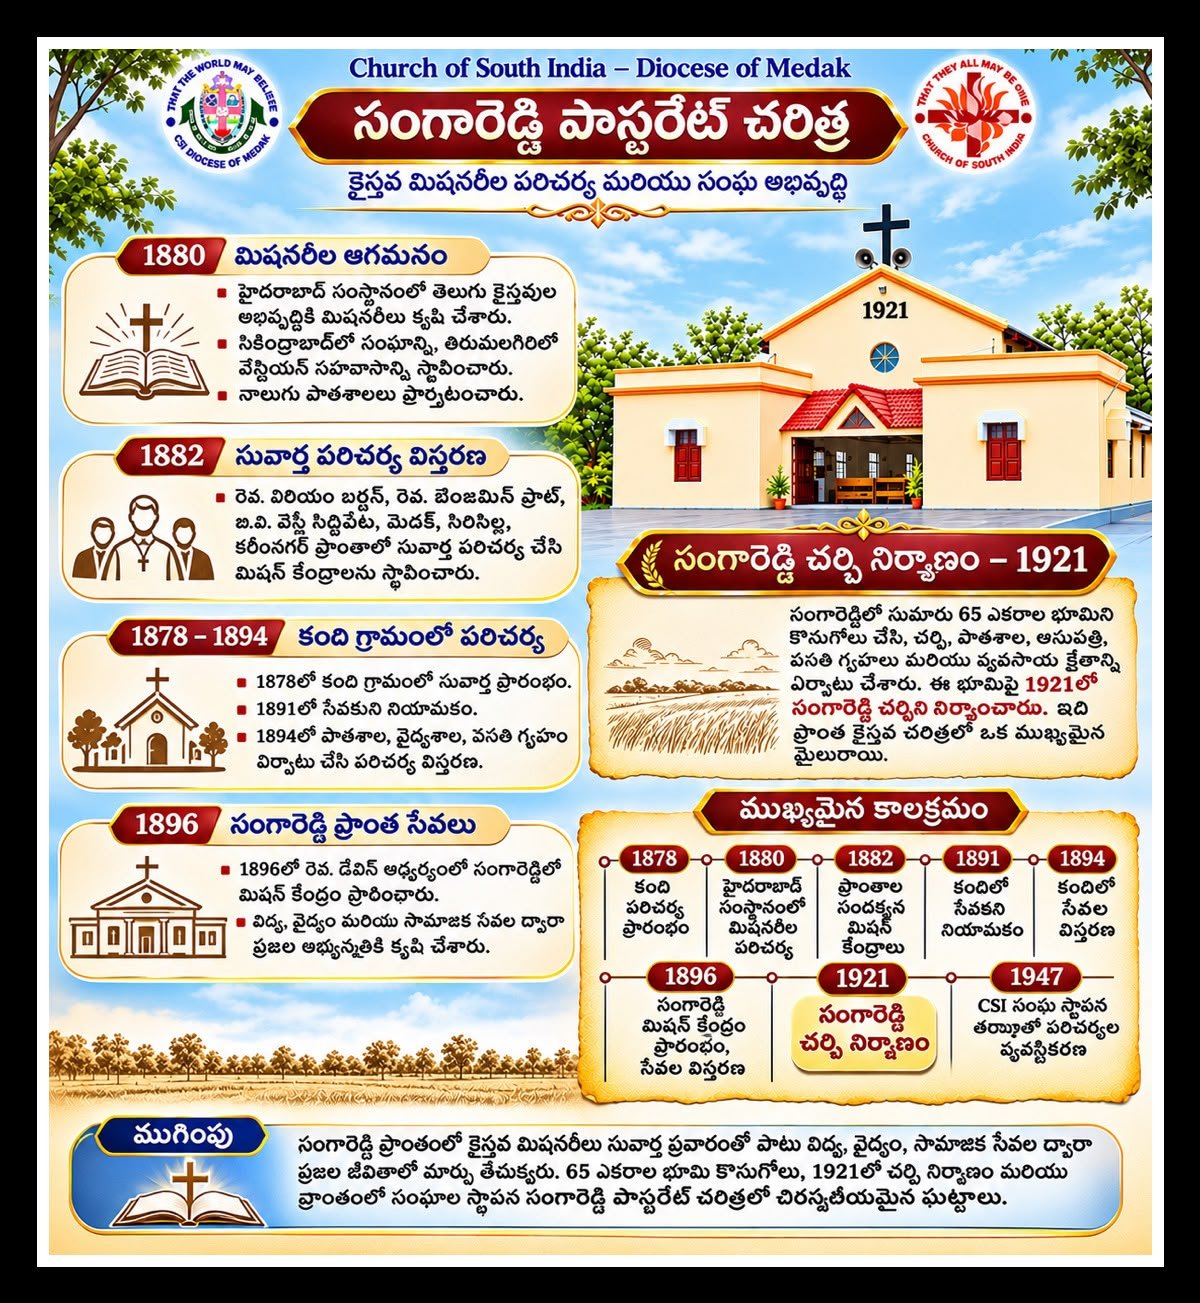 Church of South India – Diocese of Medak
THAT THE WORLD MAY BELIEVE
CSI DIOCESE OF MEDAK
THAT THEY ALL MAY BE ONE
CHURCH OF SOUTH INDIA
సంగారెడ్డి పాస్టరేట్ చరిత్ర
క్రైస్తవ మిషనరీల పరిచర్య మరియు సంఘ అభివృద్ధి
1880 మిషనరీల ఆగమనం
హైదరాబాద్ సంస్థానంలో తెలుగు క్రైస్తవుల
అభివృద్ధికి మిషనరీలు కృషి చేశారు.
సికింద్రాబాద్‌లో సంఘాన్ని, తిరుమలగిరిలో
వేస్లియన్ సహవాసాన్ని స్థాపించారు.
నాలుగు పాఠశాలలు
1882 సువార్త పరిచర్య విస్తరణ
రెవ. విరియం బర్టన్, రెవ. బెంజమిన్ ప్రాట్,
బి.వి. వెస్లీ సిద్దిపేట, మెదక్, సిరిసిల్ల,
కరీంనగర్ ప్రాంతాలో సువార్త పరిచర్య చేసి
మిషన్ కేంద్రాలను స్థాపించారు.
1878 – 1894 కంది గ్రామంలో పరిచర్య
1878లో కంది గ్రామంలో సువార్త ప్రారంభం.
1891లో సేవకుని నియామకం.
1894లో పాఠశాల, వైద్యశాల, వసతి గృహం
విర్వాటు చేసి పరిచర్య విస్తరణ.
1896 సంగారెడ్డి ప్రాంత సేవలు
1896లో రెవ. డేవిన్ ఆధ్వర్యంలో సంగారెడ్డిలో
మిషన్ కేంద్రం
విద్య, వైద్యం మరియు సామాజిక సేవల ద్వారా
ప్రజల అభ్యున్నతికి కృషి చేశారు.
1921
సంగారెడ్డి చర్చి నిర్మాణం – 1921
సంగారెడ్డిలో సుమారు 65 ఎకరాల భూమిని
కొనుగోలు చేసి, చర్చి, పాఠశాల, ఆసుపత్రి,
పసతి గృహలు మరియు వ్యవసాయ క్షేతాన్ని
ఏర్పాటు చేశారు. ఈ భూమిపై 1921లో
సంగారెడ్డి చర్చిని నిర్మించారు. ఇది
ప్రాంత క్రైస్తవ చరిత్రలో ఒక ముఖ్యమైన
మైలురాయి.
ముఖ్యమైన కాలక్రమం
1878 1880 1882 1891 1894
కంది
పరిచర్య
ప్రారంభం
హైదరాబాద్
సంస్థానంలో
మిషనరీల
పరిచర్య
ప్రాంతాల
మిషన్
కేంద్రాలు
కందిలో
సేవకని
నియామకం
కందిలో
సేవల
విస్తరణ
1896 1921 1947
సంగారెడ్డి
మిషన్ కేంద్రం
ప్రారంభం,
సేవల విస్తరణ
సంగారెడ్డి
చర్చి నిర్మాణం
CSI సంఘ స్థాపన
పరిచర్యల
వ్యవస్థీకరణ
ముగింపు
సంగారెడ్డి ప్రాంతంలో క్రైస్తవ మిషనరీలు సువార్త ప్రవారంతో పాటు విద్య, వైద్యం, సామాజిక సేవల ద్వారా
ప్రజల జీవితాలో మార్పు తేచుక్యరు. 65 ఎకరాల భూమి కొసుగోలు, 1921లో చర్చి నిర్మాణం మరియు
వ్రాంతంలో సంఘాల స్థాపన సంగారెడ్డి పాస్టరేట్ చరిత్రలో చిరస్మణీయమైన ఘట్టాలు.